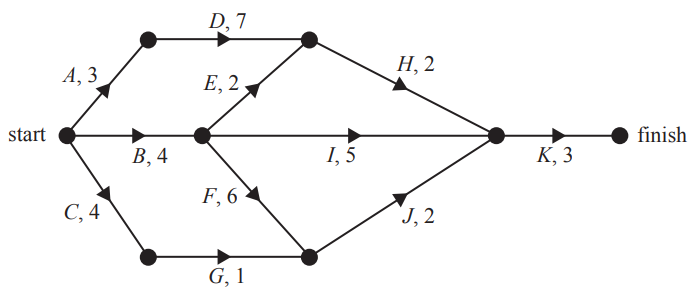 D, 7
A, 3
E, 2
H, 2
start
B, 4
I, 5
K, 3
finish
C, 4
F, 6
J, 2
G, 1